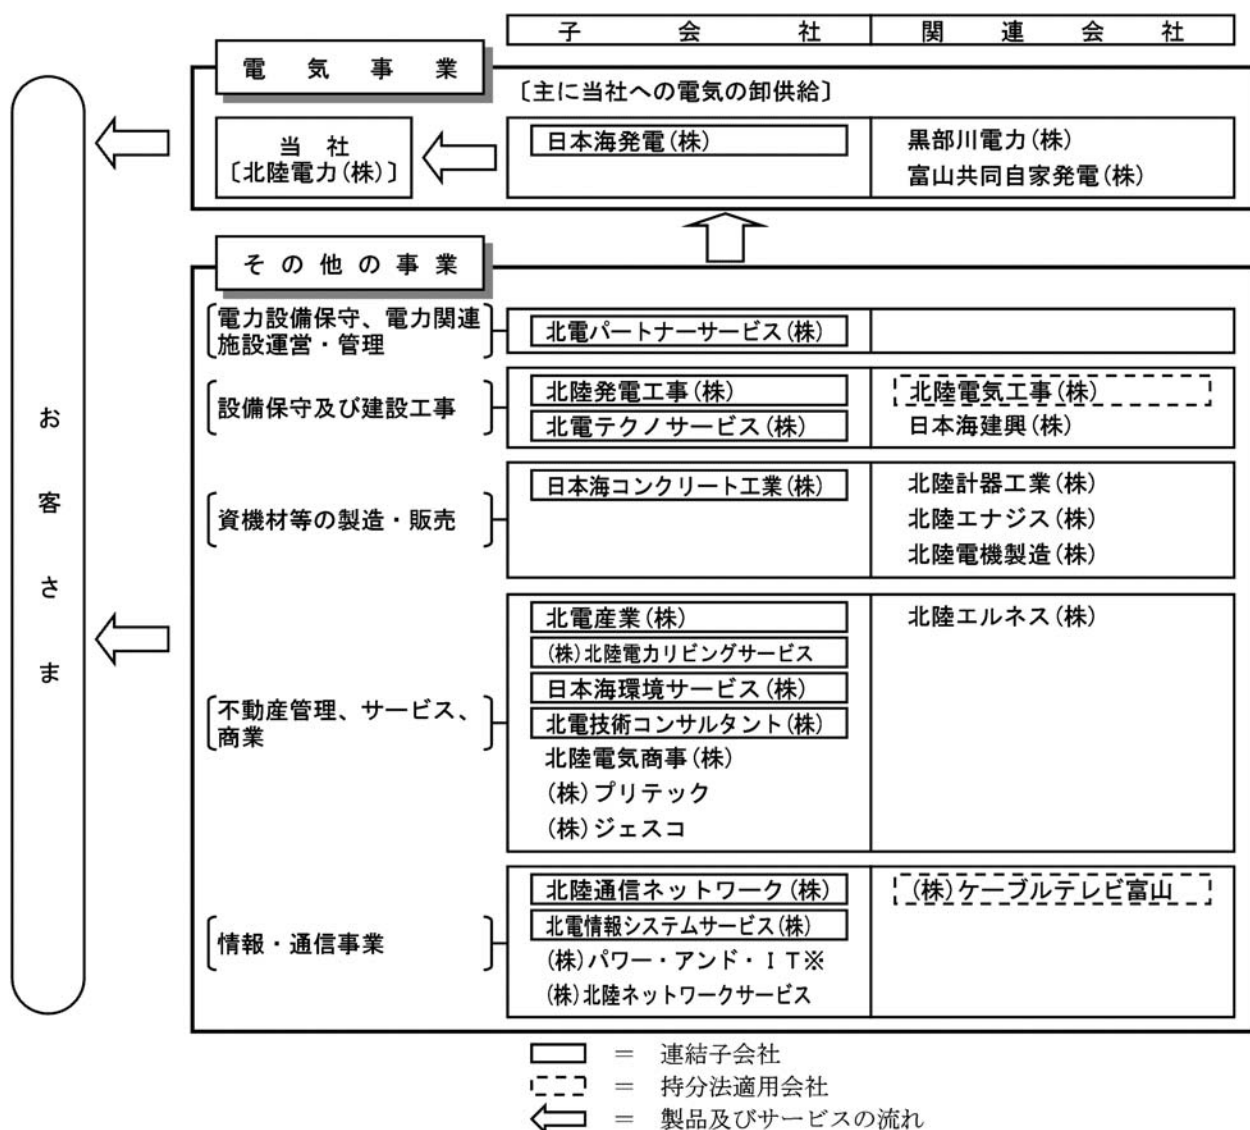 子会社 関連会社
電気事業
〔主に当社への電気の卸供給〕
当社
〔北陸電力(株)〕
日本海発電(株)
黒部川電力(株)
富山共同自家発電(株)
その他の事業
電力設備保守、電力関連
施設運営・管理
北電パートナーサービス(株)
設備保守及び建設工事
北陸発電工事(株)
北電テクノサービス(株)
北陸電気工事(株)
日本海建興(株)
資機材等の製造・販売
日本海コンクリート工業(株)
北陸計器工業(株)
北陸エナジス(株)
北陸電機製造(株)
不動産管理、サービス、
商業
北電産業(株)
(株)北陸電力リビングサービス
日本海環境サービス(株)
北電技術コンサルタント(株)
北陸電気商事(株)
(株)プリテック
(株)ジェスコ
北陸エルネス(株)
情報・通信事業
北陸通信ネットワーク(株)
北電情報システムサービス(株)
(株)パワー・アンド・ＩＴ※
(株)北陸ネットワークサービス
(株)ケーブルテレビ富山
お客さま
＝ 連結子会社
＝ 持分法適用会社
＝ 製品及びサービスの流れ